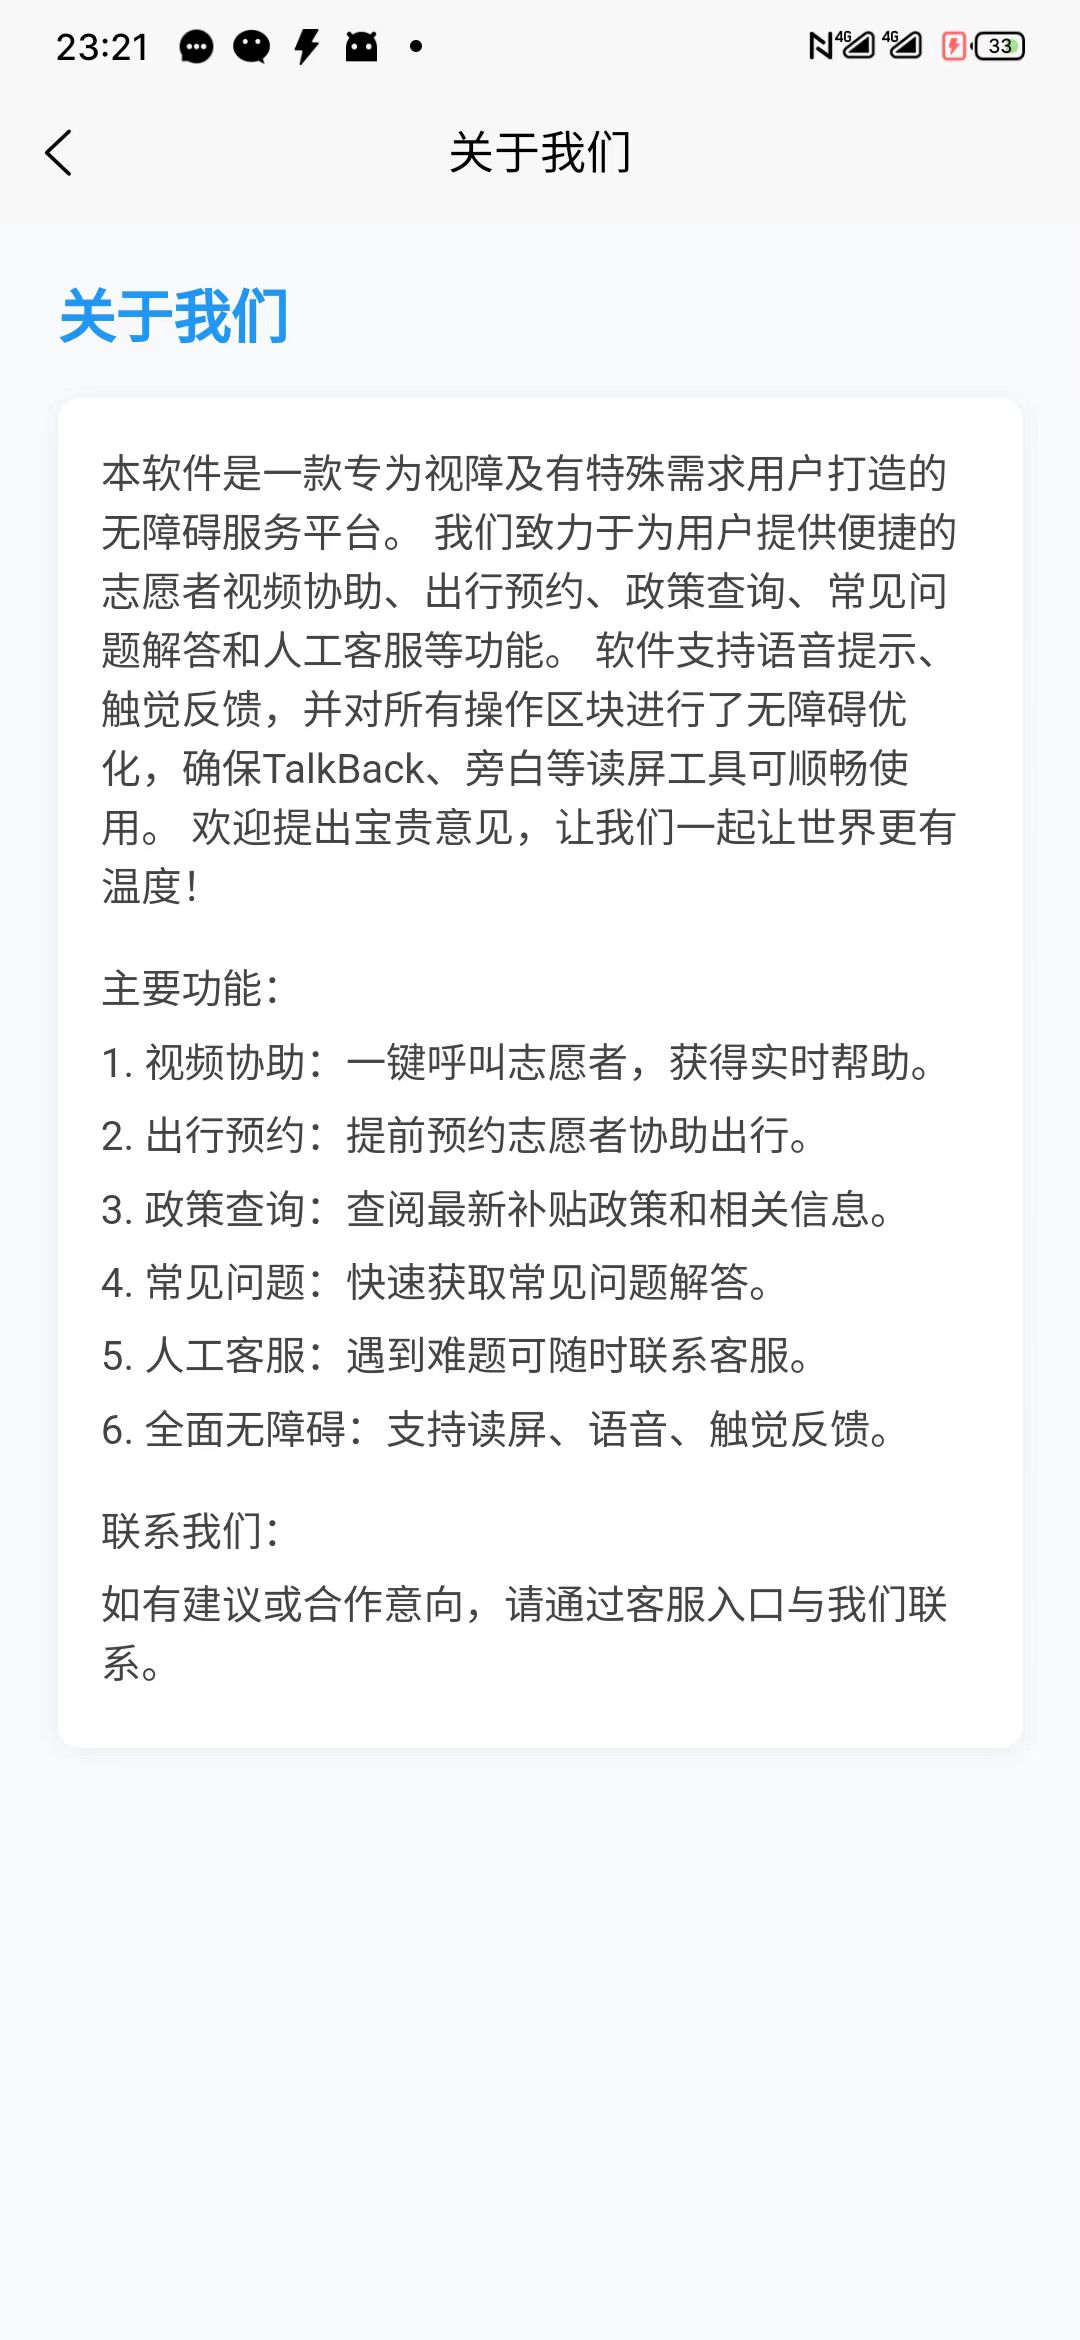 23:21
4G 4G 33
关于我们
关于我们
本软件是一款专为视障及有特殊需求用户打造的
无障碍服务平台。 我们致力于为用户提供便捷的
志愿者视频协助、出行预约、政策查询、常见问
题解答和人工客服等功能。 软件支持语音提示、
触觉反馈，并对所有操作区块进行了无障碍优
化，确保TalkBack、旁白等读屏工具可顺畅使
用。 欢迎提出宝贵意见，让我们一起让世界更有
温度！
主要功能：
1. 视频协助：一键呼叫志愿者，获得实时帮助。
2. 出行预约：提前预约志愿者协助出行。
3. 政策查询：查阅最新补贴政策和相关信息。
4. 常见问题：快速获取常见问题解答。
5. 人工客服：遇到难题可随时联系客服。
6. 全面无障碍：支持读屏、语音、触觉反馈。
联系我们：
如有建议或合作意向，请通过客服入口与我们联
系。